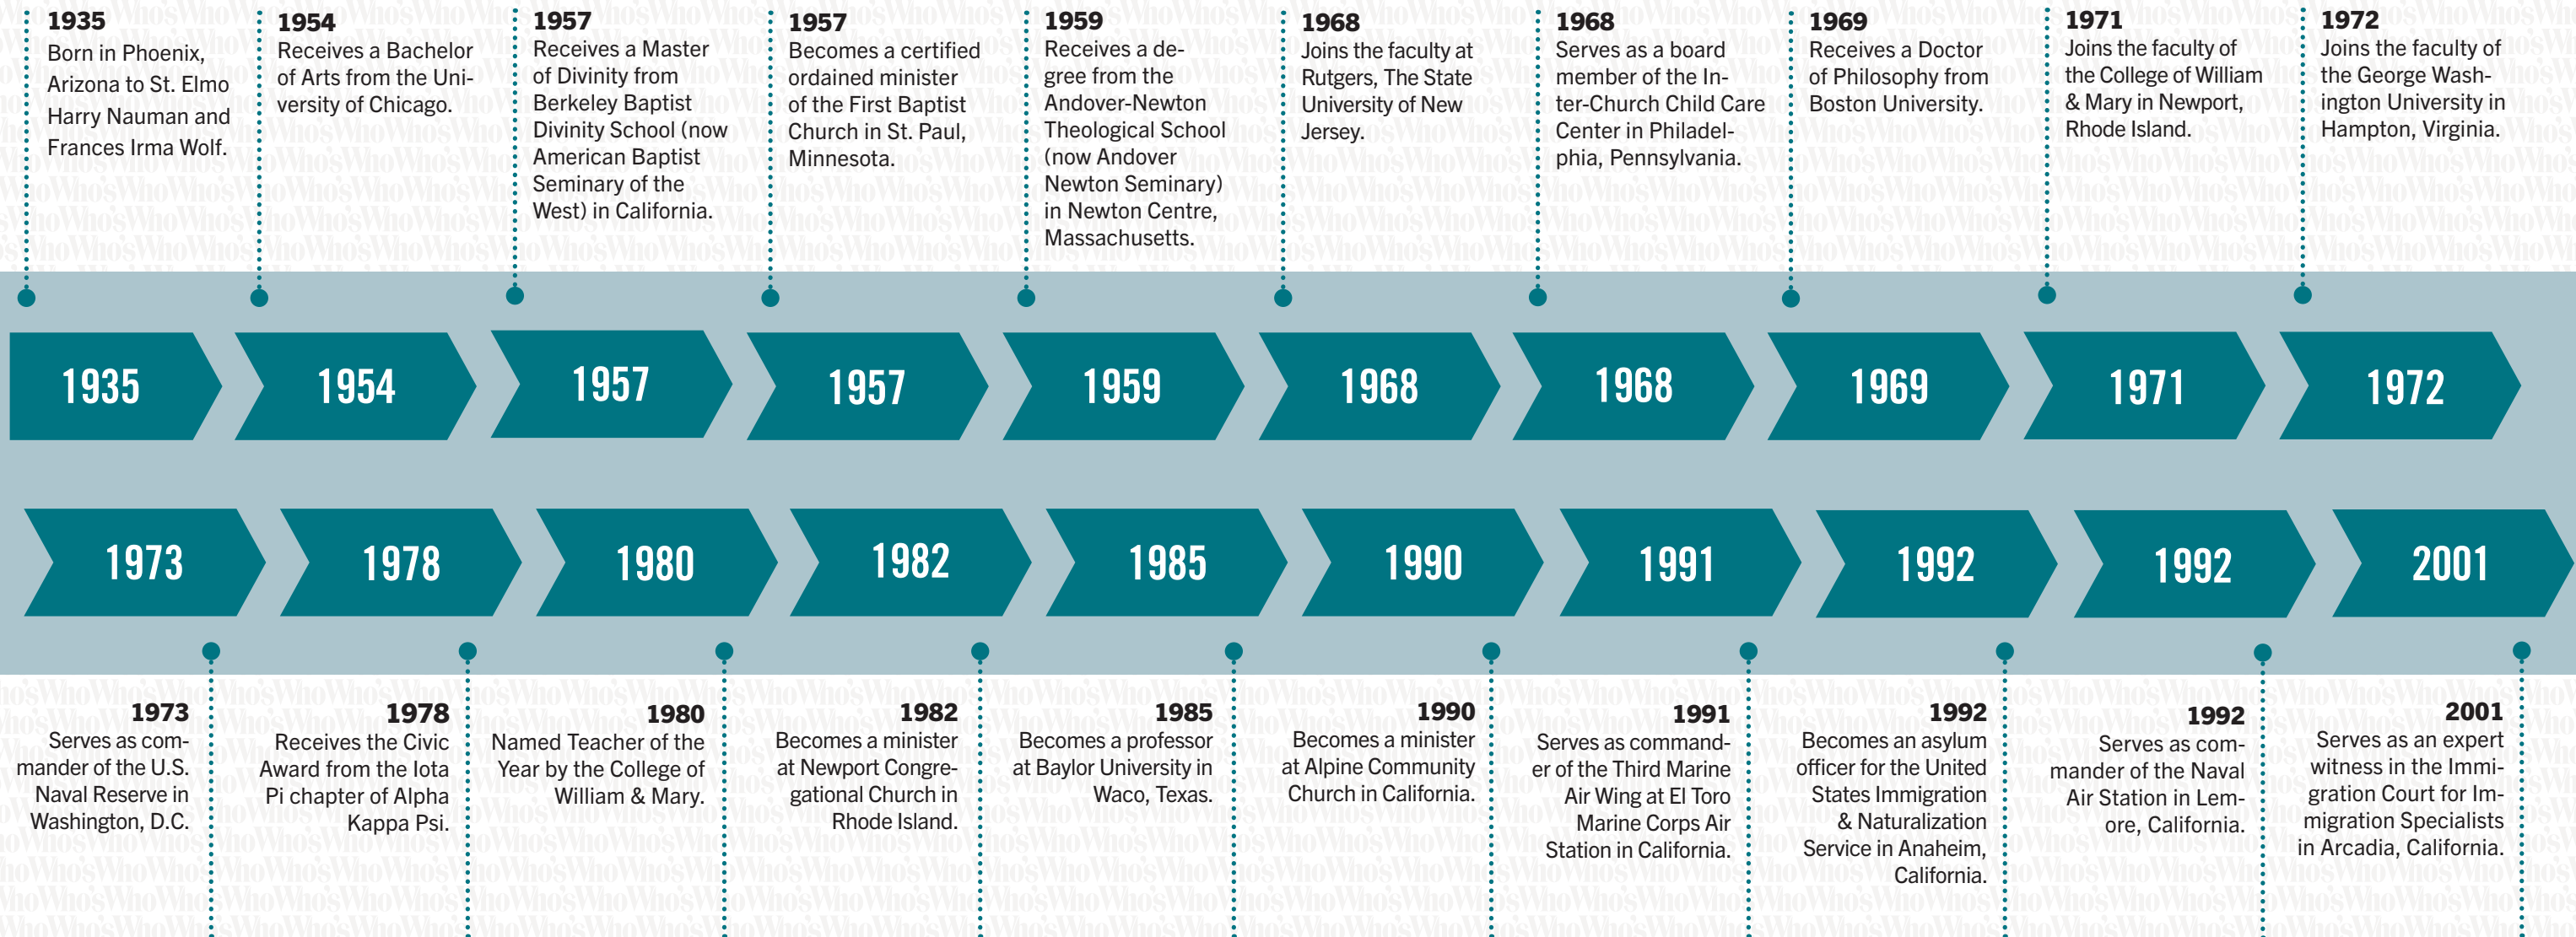 1935
Born in Phoenix,
Arizona to St. Elmo
Harry Nauman and
Frances Irma Wolf.
1954
Receives a Bachelor
of Arts from the Uni-
versity of Chicago.
1957
Receives a Master
of Divinity from
Berkeley Baptist
Divinity School (now
American Baptist
Seminary of the
West) in California.
1957
Becomes a certified
ordained minister
of the First Baptist
Church in St. Paul,
Minnesota.
1959
Receives a de-
gree from the
Andover-Newton
Theological School
(now Andover
Newton Seminary)
in Newton Centre,
Massachusetts.
1968
Joins the faculty at
Rutgers, The State
University of New
Jersey.
1968
Serves as a board
member of the In-
ter-Church Child Care
Center in Philadel-
phia, Pennsylvania.
1969
Receives a Doctor
of Philosophy from
Boston University.
1971
Joins the faculty of
the College of William
& Mary in Newport,
Rhode Island.
1972
Joins the faculty of
the George Wash-
ington University in
Hampton, Virginia.
1935
1954
1957
1957
1959
1968
1968
1969
1971
1972
1973
1978
1980
1982
1985
1990
1991
1992
1992
2001
1973
Serves as com-
mander of the U.S.
Naval Reserve in
Washington, D.C.
1978
Receives the Civic
Award from the Iota
Pi chapter of Alpha
Kappa Psi.
1980
Named Teacher of the
Year by the College of
William & Mary.
1982
Becomes a minister
at Newport Congre-
gational Church in
Rhode Island.
1985
Becomes a professor
at Baylor University in
Waco, Texas.
1990
Becomes a minister
at Alpine Community
Church in California.
1991
Serves as command-
er of the Third Marine
Air Wing at El Toro
Marine Corps Air
Station in California.
1992
Becomes an asylum
officer for the United
States Immigration
& Naturalization
Service in Anaheim,
California.
1992
Serves as com-
mander of the Naval
Air Station in Lem-
ore, California.
2001
Serves as an expert
witness in the Immi-
gration Court for Im-
migration Specialists
in Arcadia, California.